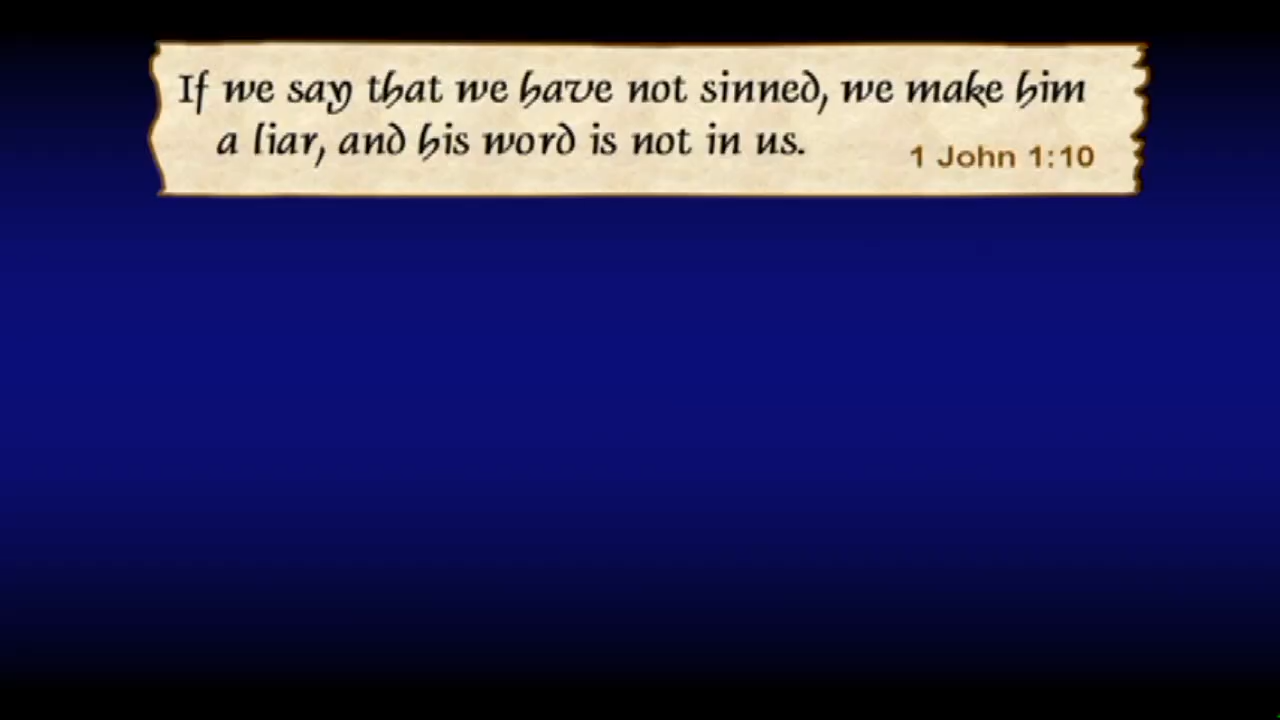 If we say that we have not sinned, we make him
a liar, and his word is not in us.
1 John 1:10